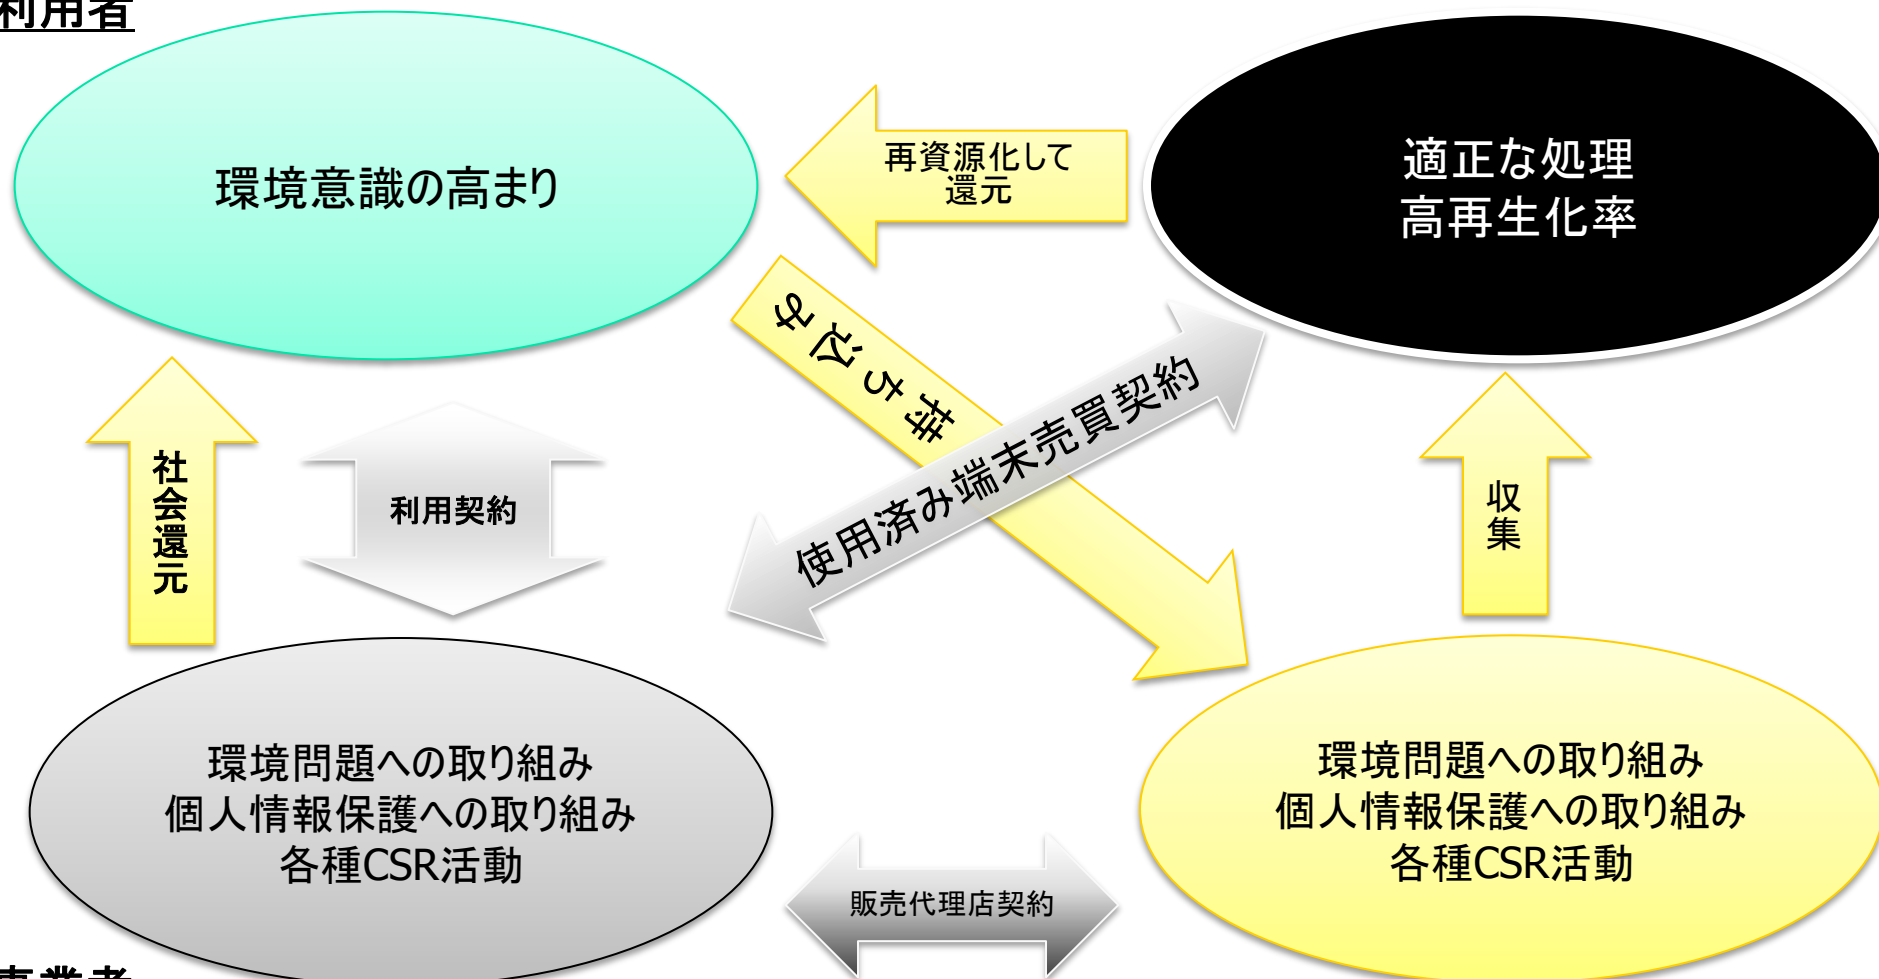 利用者
環境意識の高まり
再資源化して
還元
適正な処理
高再生化率
持ち込み
使用済み端末売買契約
社会還元
利用契約
収集
環境問題への取り組み
個人情報保護への取り組み
各種CSR活動
環境問題への取り組み
個人情報保護への取り組み
各種CSR活動
販売代理店契約
事業者